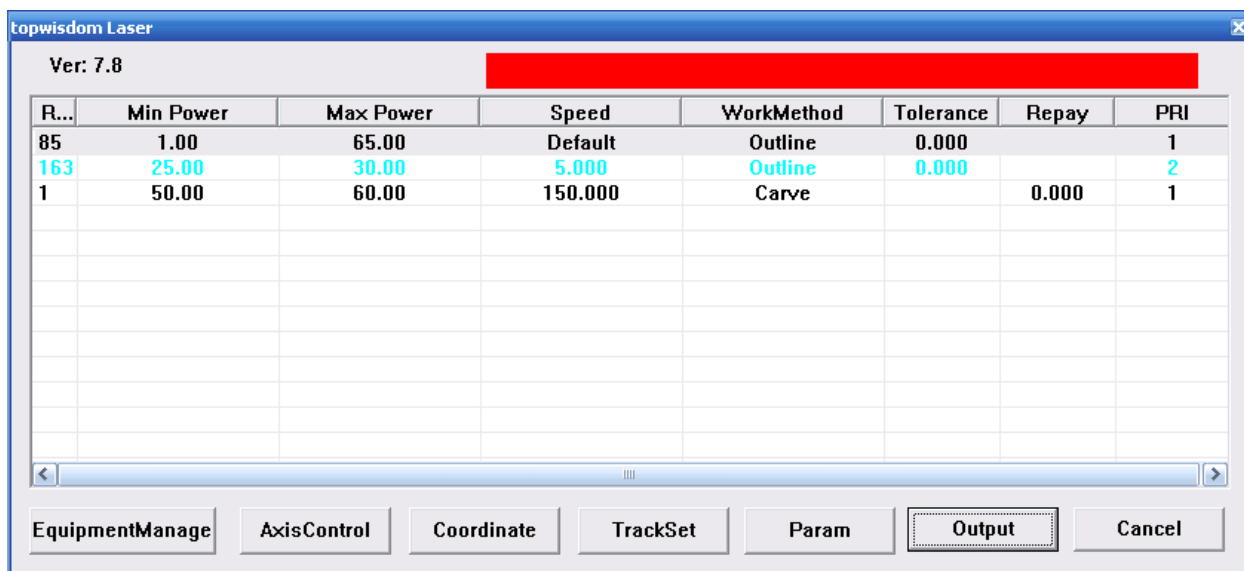 topwisdom Laser
Ver: 7.8
R... Min Power Max Power Speed WorkMethod Tolerance Repay PRI
85 1.00 65.00 Default Outline 0.000 1
163 25.00 30.00 5.000 Outline 0.000 2
1 50.00 60.00 150.000 Carve 0.000 1
EquipmentManage AxisControl Coordinate TrackSet Param Output Cancel